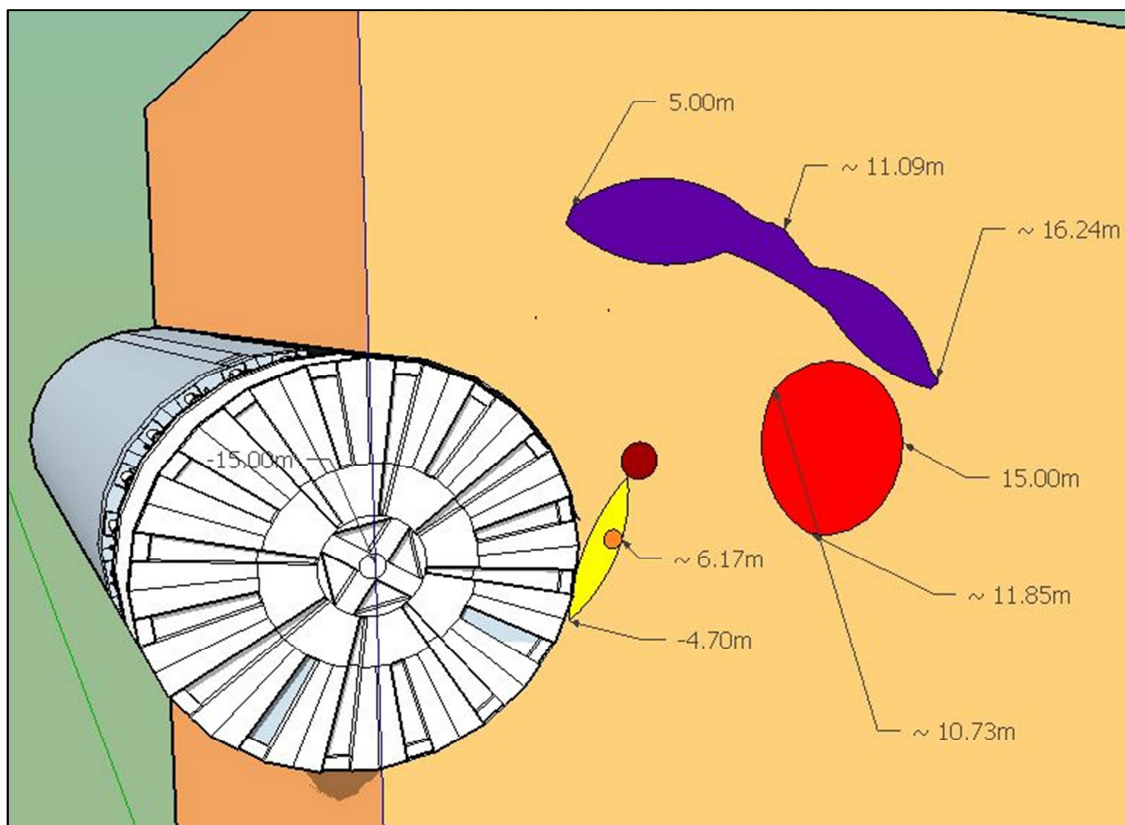 5.00m
~ 11.09m
~ 16.24m
-15.00m
15.00m
~ 6.17m
~ 11.85m
-4.70m
~ 10.73m